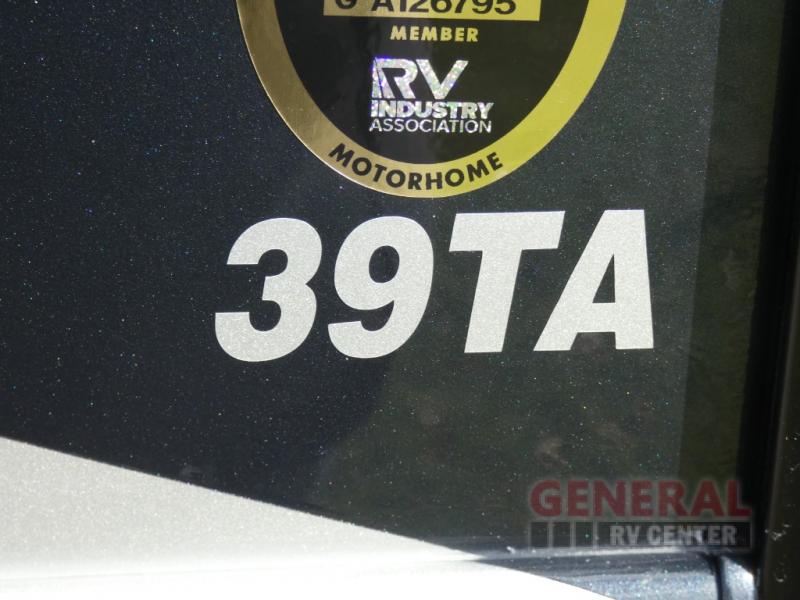 G A126795
MEMBER
RV
INDUSTRY
ASSOCIATION
MOTORHOME
39TA
GENERAL
RV CENTER